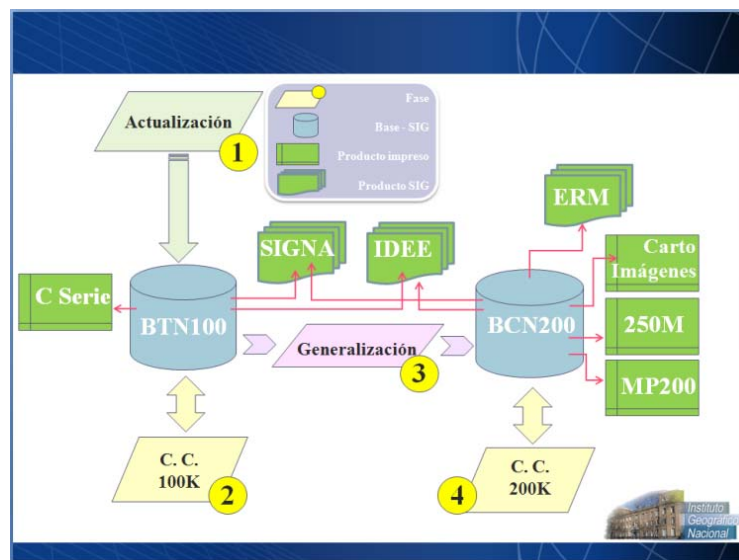 Actualización
1
Fase
Base - SIG
Producto impreso
Producto SIG
ERM
SIGNA
IDEE
Carto
Imágenes
C Serie
BTN100
BCN200
250M
Generalización
3
MP200
C. C.
100K
2
C. C.
200K
4
Instituto
Geográfico
Nacional